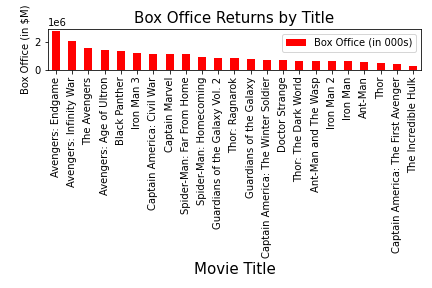 Box Office Returns by Title
1e6
Box Office (in $M)
2
0
Box Office (in 000s)
Avengers: Endgame
Avengers: Infinity War
The Avengers
Avengers: Age of Ultron
Black Panther
Iron Man 3
Captain America: Civil War
Captain Marvel
Spider-Man: Far From Home
Spider-Man: Homecoming
Guardians of the Galaxy Vol. 2
Thor: Ragnarok
Guardians of the Galaxy
Captain America: The Winter Soldier
Doctor Strange
Thor: The Dark World
Ant-Man and The Wasp
Iron Man 2
Iron Man
Ant-Man
Thor
Captain America: The First Avenger
The Incredible Hulk
Movie Title